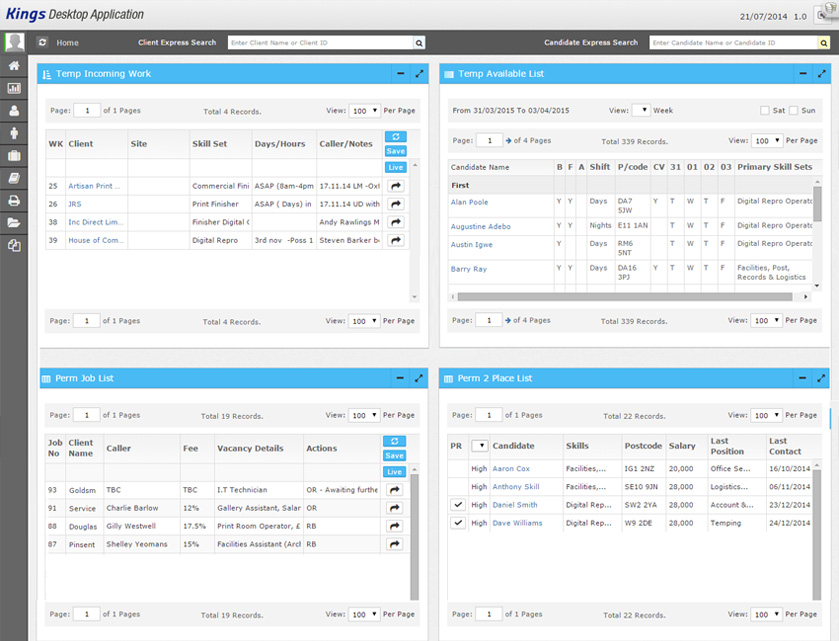 Kings Desktop Application
21/07/2014 1.0
Home Client Express Search Enter Client Name or Client ID Candidate Express Search Enter Candidate Name or Candidate ID
Temp Incoming Work
Page: 1 of 1 Pages Total 4 Records. View: 100 Per Page
WK Client Site Skill Set Days/Hours Caller/Notes
Save
Live
25 Artisan Print ... Commercial Fini ASAP (8am-4pm 17.11.14 LM -Ox
26 JRS Print Finisher ASAP ( Days) in 17.11.14 UD with
38 Inc Direct Lim... Finisher Digital Andy Rawlings M
39 House of Com... Digital Repro 3rd nov -Poss 1 Steven Barker b
Page: 1 of 1 Pages Total 4 Records. View: 100 Per Page
Temp Available List
From 31/03/2015 To 03/04/2015 View: Week Sat Sun
Page: 1 of 4 Pages Total 339 Records. View: 100 Per Page
Candidate Name B F A Shift P/code CV 31 01 02 03 Primary Skill Sets
First
Alan Poole Y Y Days DA7 5JW Y T W T F Digital Repro Operato
Augustine Adebo Y Y Nights E11 1AN T W T F Digital Repro Operato
Austin Igwe Y Days RM6 5NT T W T F Digital Repro Operato
Barry Ray Y Y Days DA16 3PJ Y T W T F Facilities, Post, Records & Logistics
Page: 1 of 4 Pages Total 339 Records. View: 100 Per Page
Perm Job List
Page: 1 of 1 Pages Total 19 Records. View: 100 Per Page
Job No Client Name Caller Fee Vacancy Details Actions
Save
Live
93 Goldsm TBC TBC I.T Technician OR - Awaiting furthe
91 Service Charlie Barlow 12% Gallery Assistant, Salar OR
88 Douglas Gilly Westwell 17.5% Print Room Operator, £ RB
87 Pinsent Shelley Yeomans 15% Facilities Assistant (Arcl RB
Page: 1 of 1 Pages Total 19 Records. View: 100 Per Page
Perm 2 Place List
Page: 1 of 1 Pages Total 22 Records. View: 100 Per Page
PR Candidate Skills Postcode Salary Last Position Last Contact
High Aaron Cox Facilities,... IG1 2NZ 20,000 Office Se... 16/10/2014
High Anthony Skill Facilities,... SE10 9JN 28,000 Logistics... 06/11/2014
High Daniel Smith Digital Rep... SW2 2YA 28,000 Account &... 23/12/2014
High Dave Williams Digital Rep... W9 2DE 28,000 Temping 24/12/2014
Page: 1 of 1 Pages Total 22 Records. View: 100 Per Page